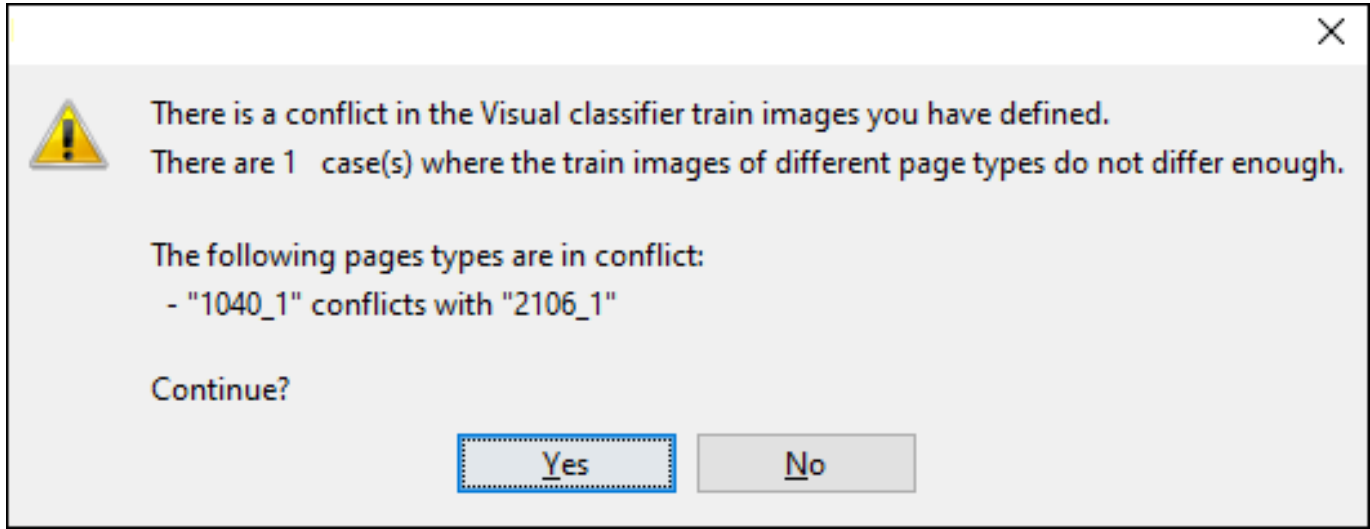 There is a conflict in the Visual classifier train images you have defined.
There are 1   case(s) where the train images of different page types do not differ enough.
The following pages types are in conflict:
- "1040_1" conflicts with "2106_1"
Continue?
Yes No